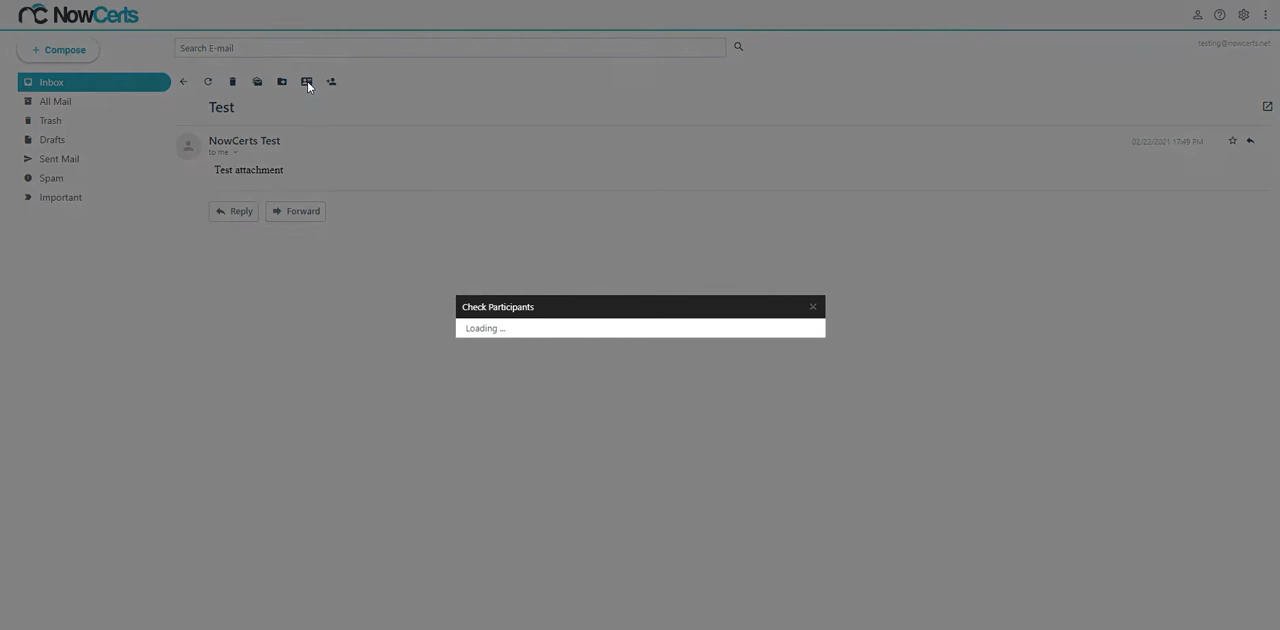 NowCerts
+ Compose
Search E-mail
testing@nowcerts.net
Inbox
All Mail
Trash
Drafts
Sent Mail
Spam
Important
Test
NowCerts Test
02/22/2021 17:49 PM
to me
Test attachment
Reply
Forward
Check Participants
Loading ...